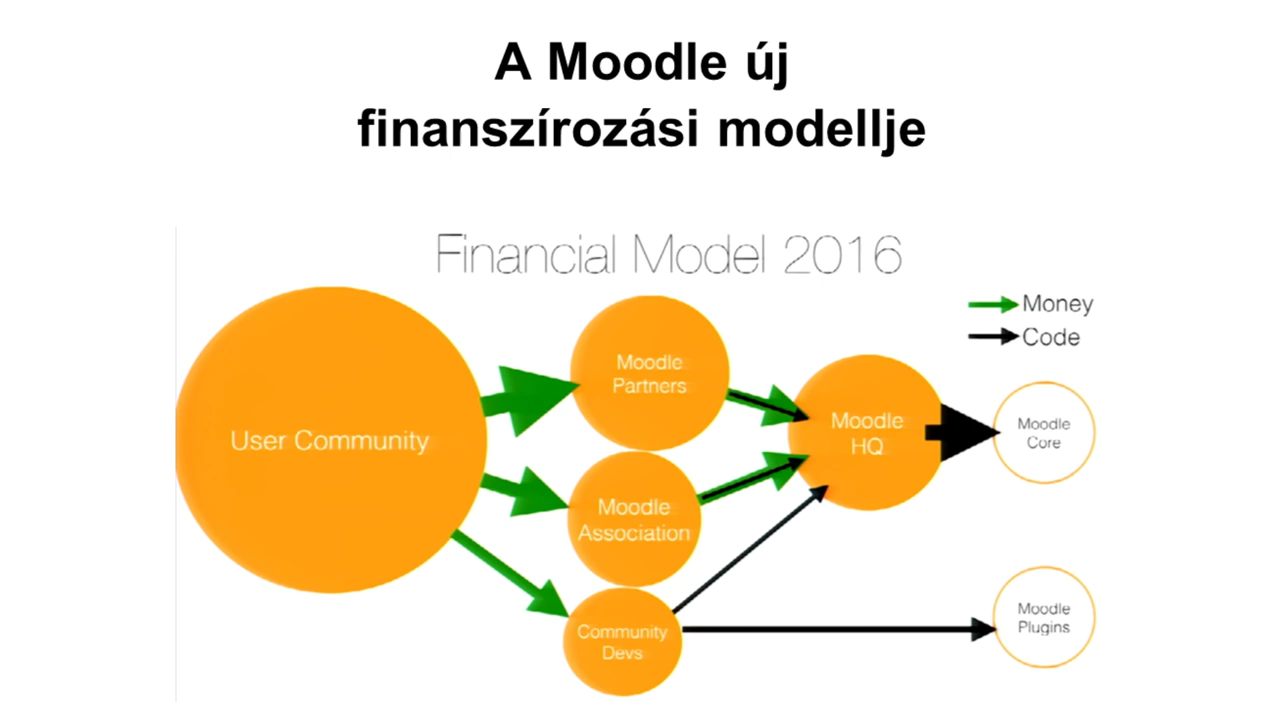 A Moodle új
finanszírozási modellje
Financial Model 2016
Money
Code
User Community
Moodle
Partners
Moodle
Association
Community
Devs
Moodle
HQ
Moodle
Core
Moodle
Plugins